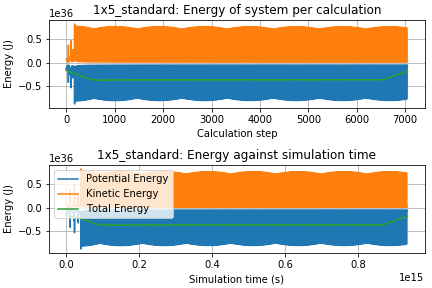 1e36
1x5_standard: Energy of system per calculation
Energy (J)
0.5
0.0
−0.5
0 1000 2000 3000 4000 5000 6000 7000
Calculation step
1e36
1x5_standard: Energy against simulation time
Energy (J)
0.5
0.0
−0.5
Potential Energy
Kinetic Energy
Total Energy
0.0 0.2 0.4 0.6 0.8
Simulation time (s)
1e15